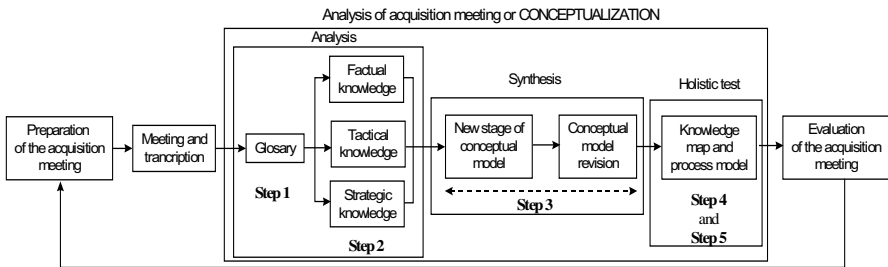 Analysis of acquisition meeting or CONCEPTUALIZATION
Analysis
Factual
knowledge
Synthesis
Holistic test
Preparation
of the acquisition
meeting
Meeting and
trancription
Glosary
Tactical
knowledge
New stage of
conceptual
model
Conceptual
model
revision
Knowledge
map and
process model
Evaluation
of the acquisition
meeting
Step 1
Strategic
knowledge
Step 2
Step 3
Step 4
and
Step 5